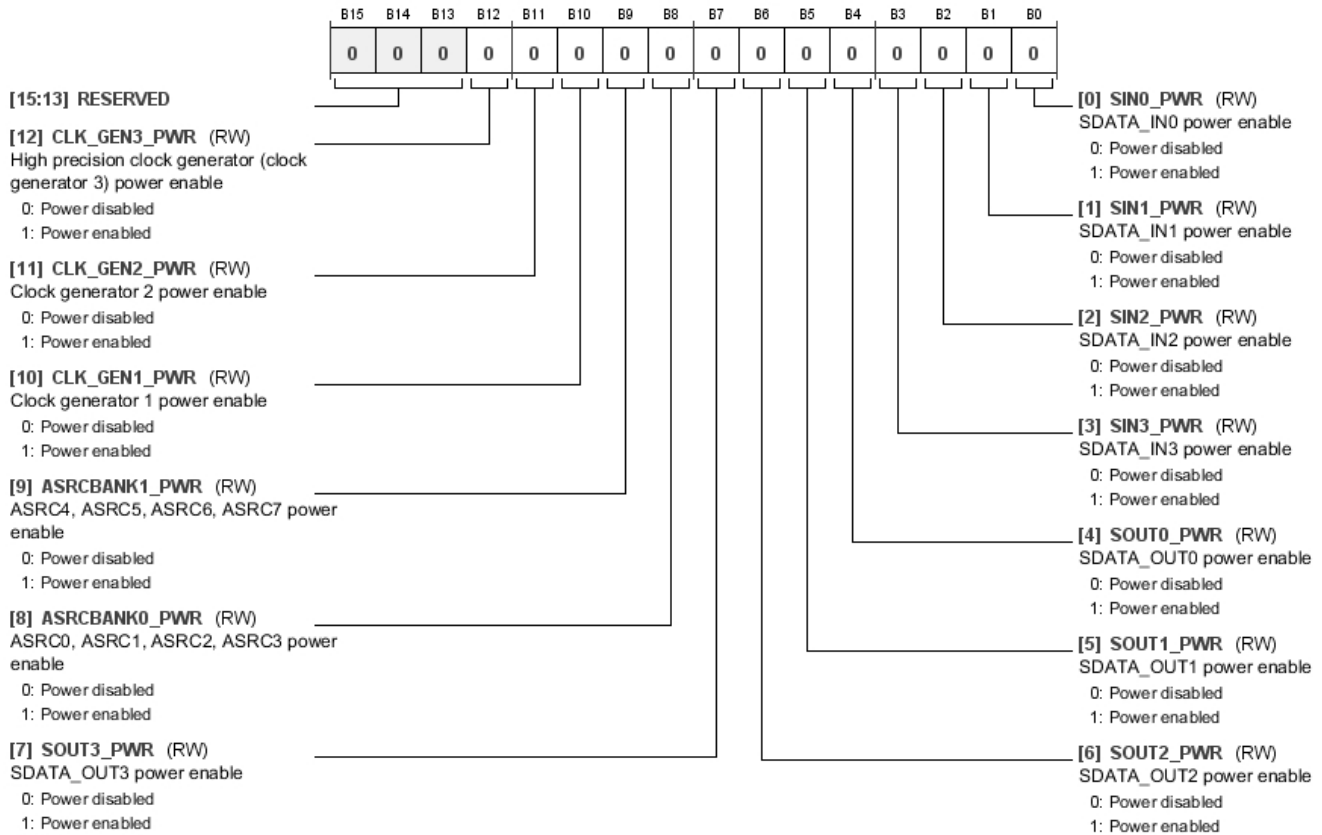 B15 B14 B13 B12 B11 B10 B9 B8 B7 B6 B5 B4 B3 B2 B1 B0
0 0 0 0 0 0 0 0 0 0 0 0 0 0 0 0
[15:13] RESERVED
[12] CLK_GEN3_PWR (RW)
High precision clock generator (clock
generator 3) power enable
0: Power disabled
1: Power enabled
[11] CLK_GEN2_PWR (RW)
Clock generator 2 power enable
0: Power disabled
1: Power enabled
[10] CLK_GEN1_PWR (RW)
Clock generator 1 power enable
0: Power disabled
1: Power enabled
[9] ASRCBANK1_PWR (RW)
ASRC4, ASRC5, ASRC6, ASRC7 power
enable
0: Power disabled
1: Power enabled
[8] ASRCBANK0_PWR (RW)
ASRC0, ASRC1, ASRC2, ASRC3 power
enable
0: Power disabled
1: Power enabled
[7] SOUT3_PWR (RW)
SDATA_OUT3 power enable
0: Power disabled
1: Power enabled
[0] SIN0_PWR (RW)
SDATA_IN0 power enable
0: Power disabled
1: Power enabled
[1] SIN1_PWR (RW)
SDATA_IN1 power enable
0: Power disabled
1: Power enabled
[2] SIN2_PWR (RW)
SDATA_IN2 power enable
0: Power disabled
1: Power enabled
[3] SIN3_PWR (RW)
SDATA_IN3 power enable
0: Power disabled
1: Power enabled
[4] SOUT0_PWR (RW)
SDATA_OUT0 power enable
0: Power disabled
1: Power enabled
[5] SOUT1_PWR (RW)
SDATA_OUT1 power enable
0: Power disabled
1: Power enabled
[6] SOUT2_PWR (RW)
SDATA_OUT2 power enable
0: Power disabled
1: Power enabled